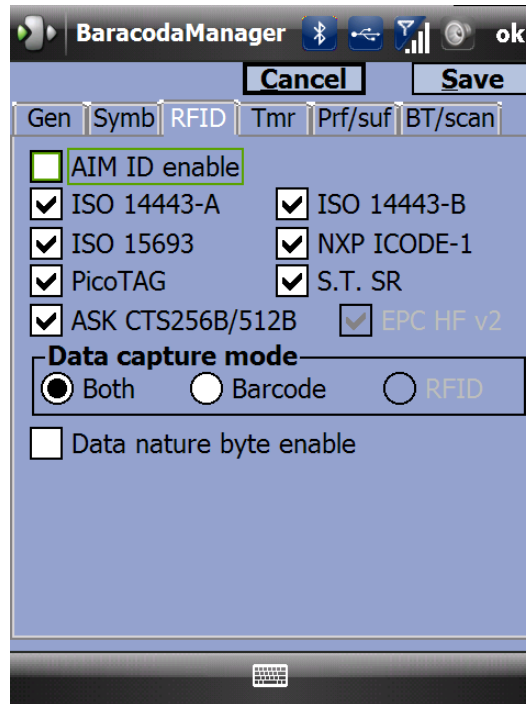 BaracodaManager ok
Cancel Save
Gen Symb RFID Tmr Prf/suf BT/scan
AIM ID enable
ISO 14443-A ISO 14443-B
ISO 15693 NXP ICODE-1
PicoTAG S.T. SR
ASK CTS256B/512B EPC HF v2
Data capture mode
Both Barcode RFID
Data nature byte enable